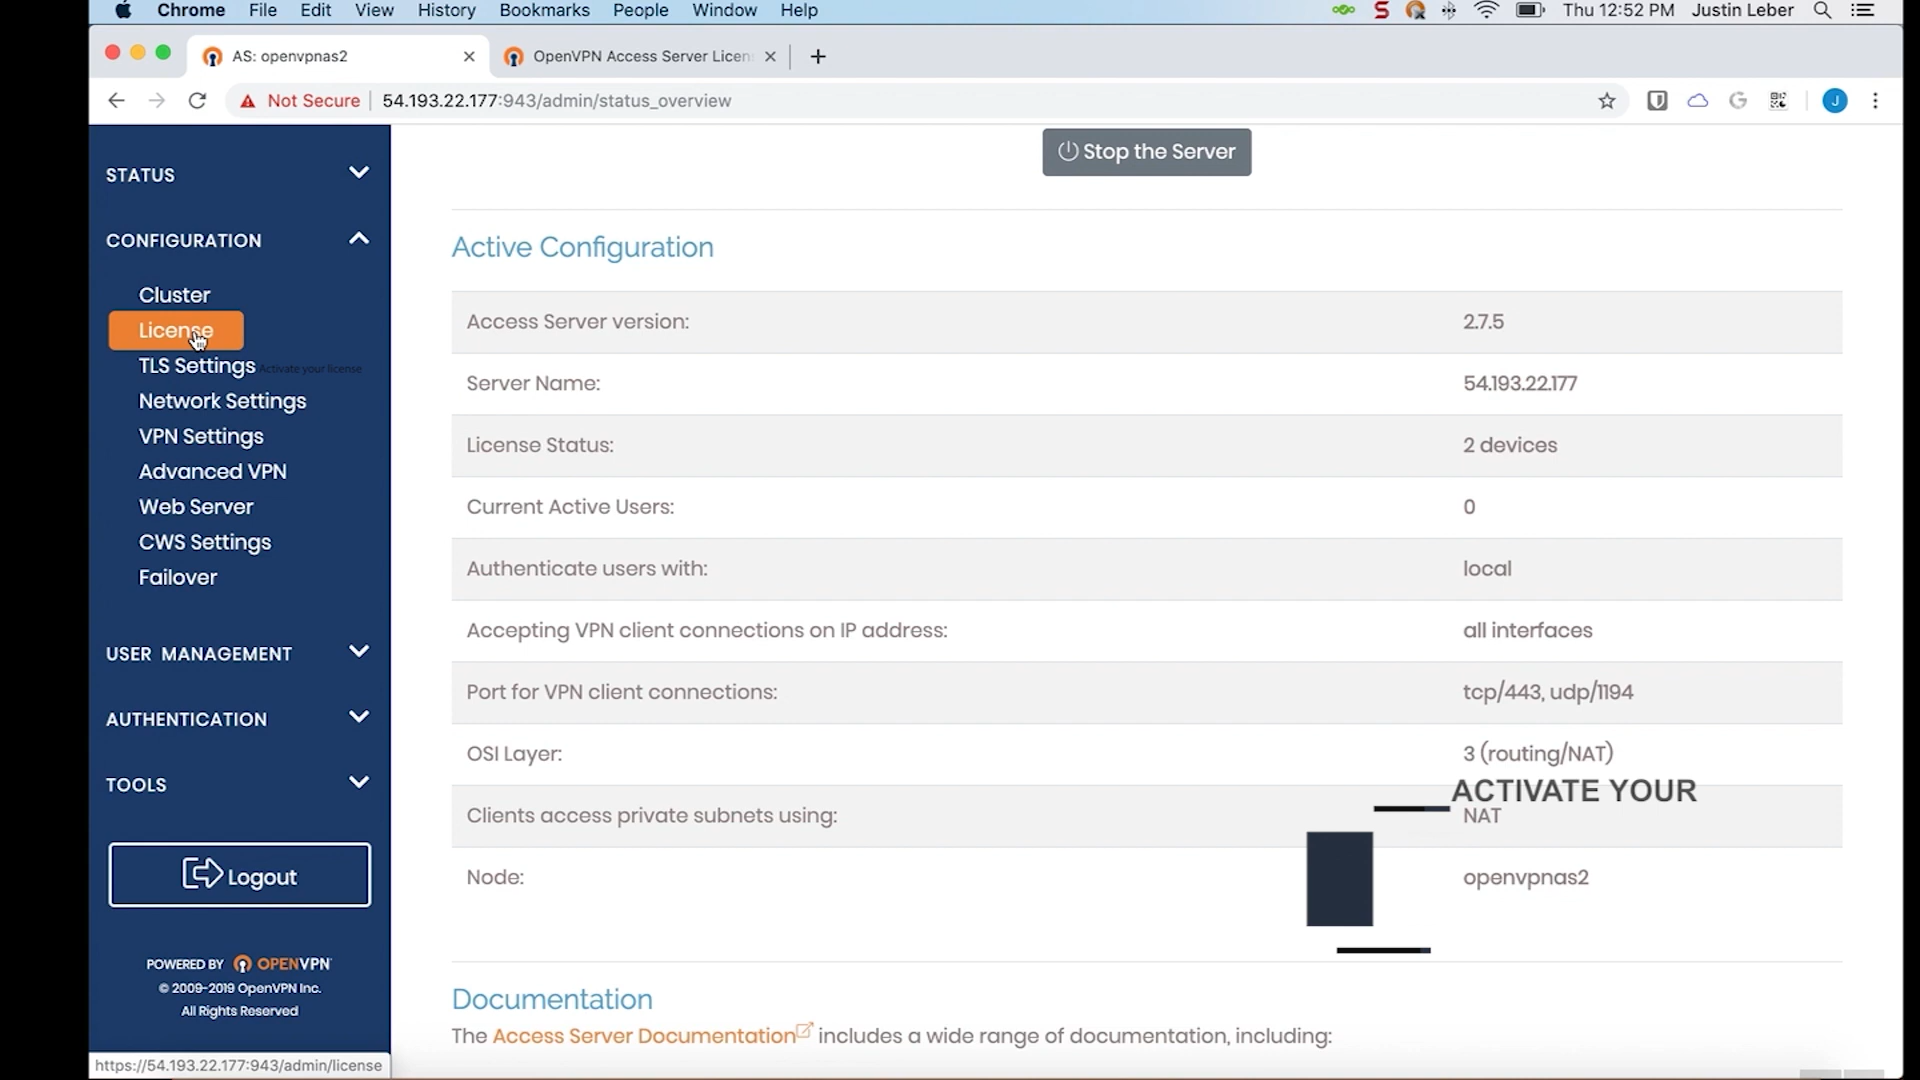 Chrome File Edit View History Bookmarks People Window Help Thu 12:52 PM Justin Leber
AS: openvpnas2 OpenVPN Access Server Licen
Not Secure 54.193.22.177:943/admin/status_overview J
STATUS
CONFIGURATION
Cluster
License
TLS Settings
Activate your license
Network Settings
VPN Settings
Advanced VPN
Web Server
CWS Settings
Failover
USER MANAGEMENT
AUTHENTICATION
TOOLS
Logout
POWERED BY OPENVPN
© 2009-2019 OpenVPN Inc.
All Rights Reserved
https://54.193.22.177:943/admin/license
Stop the Server
Active Configuration
Access Server version: 2.7.5
Server Name: 54.193.22.177
License Status: 2 devices
Current Active Users: 0
Authenticate users with: local
Accepting VPN client connections on IP address: all interfaces
Port for VPN client connections: tcp/443, udp/1194
OSI Layer: 3 (routing/NAT)
ACTIVATE YOUR
Clients access private subnets using: NAT
Node: openvpnas2
Documentation
The Access Server Documentation includes a wide range of documentation, including: